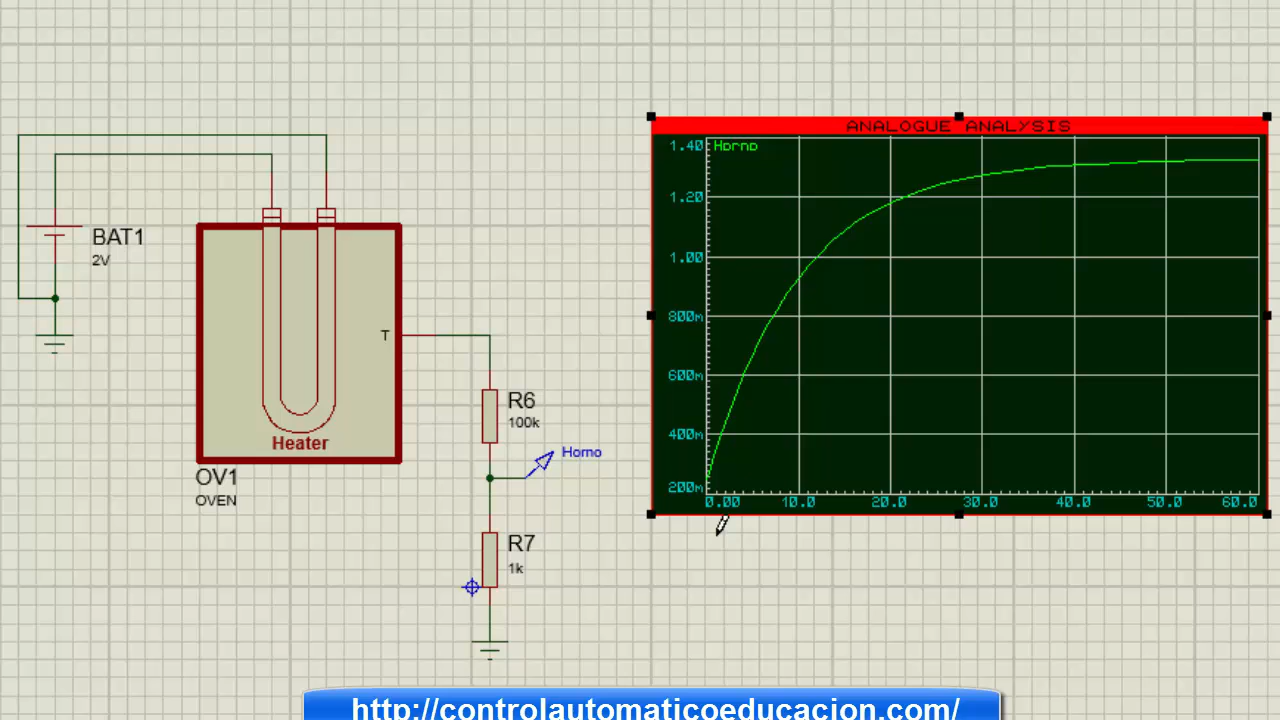 BAT1
2V
T
Heater
OV1
OVEN
R6
100k
Horno
R7
1k
ANALOGUE ANALYSIS
Horno
1.40
1.20
1.00
800m
600m
400m
200m
0.00 10.0 20.0 30.0 40.0 50.0 60.0
http://controlautomaticoeducacion.com/